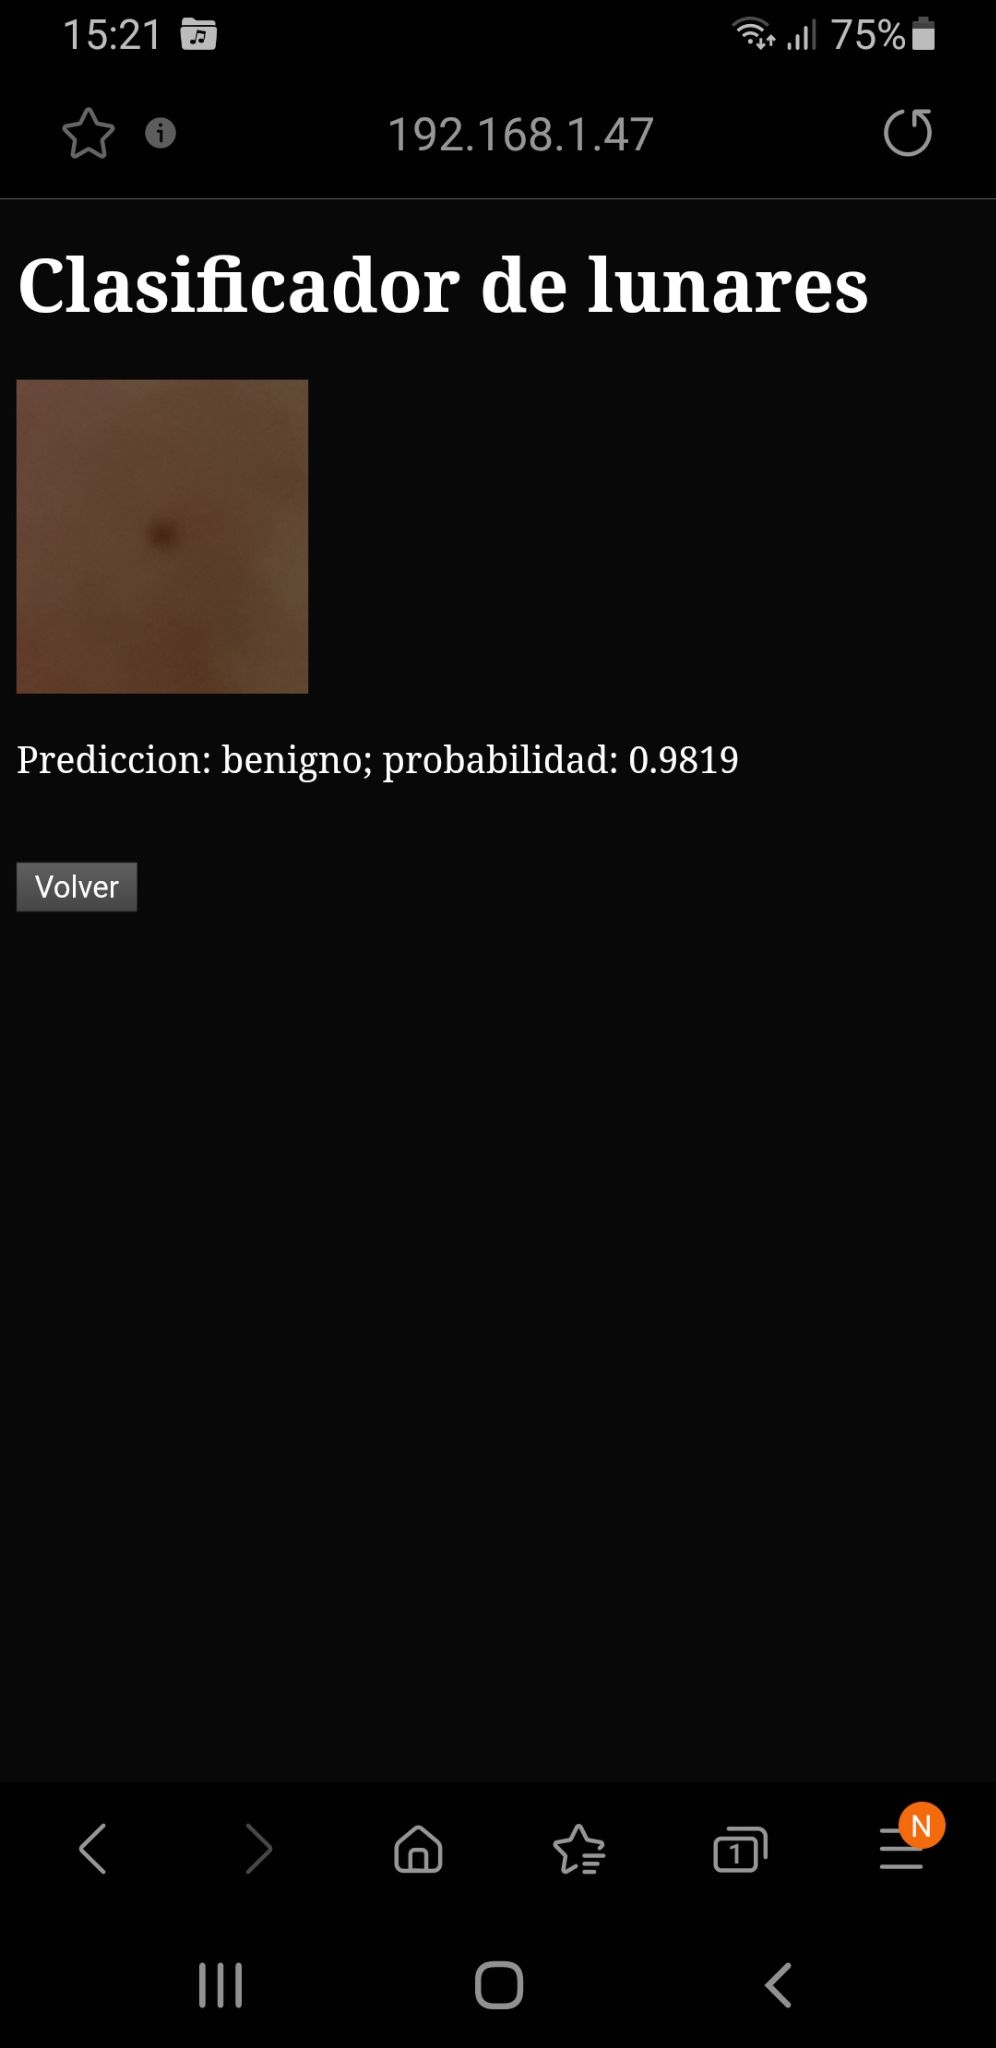 15:21 75%
192.168.1.47
Clasificador de lunares
Prediccion: benigno; probabilidad: 0.9819
Volver
N
1